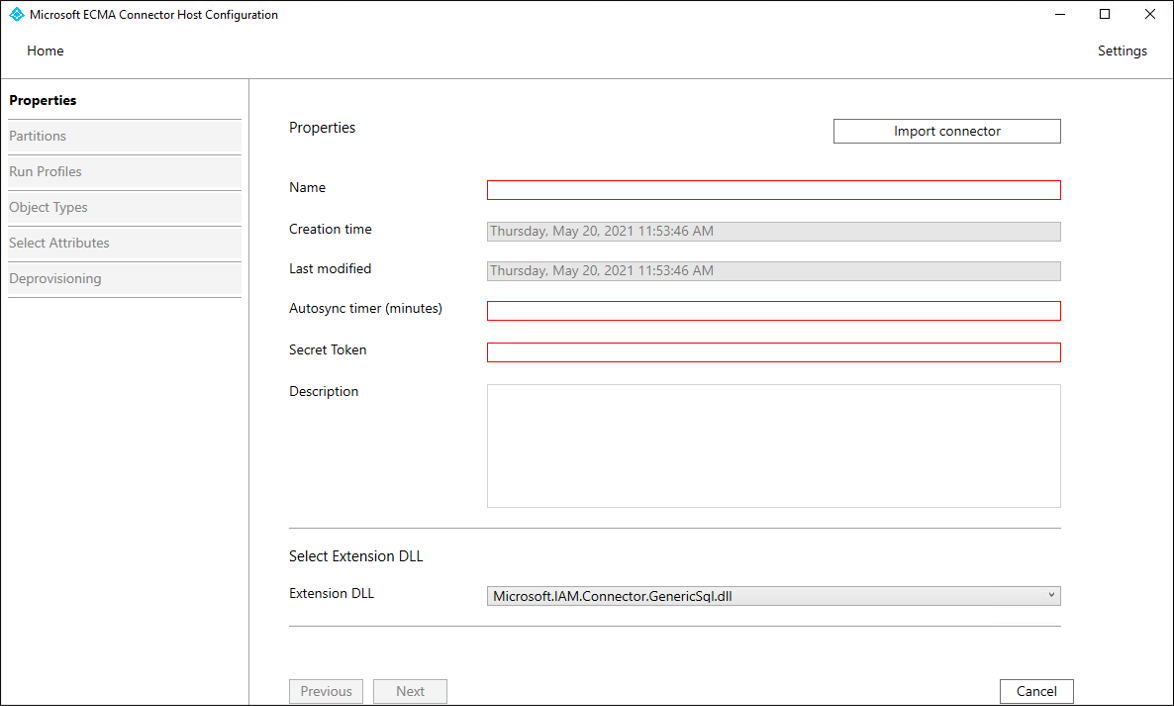 Microsoft ECMA Connector Host Configuration
Home
Settings
Properties
Partitions
Run Profiles
Object Types
Select Attributes
Deprovisioning
Properties
Import connector
Name
Creation time
Thursday, May 20, 2021 11:53:46 AM
Last modified
Thursday, May 20, 2021 11:53:46 AM
Autosync timer (minutes)
Secret Token
Description
Select Extension DLL
Extension DLL
Microsoft.IAM.Connector.GenericSql.dll
Previous
Next
Cancel